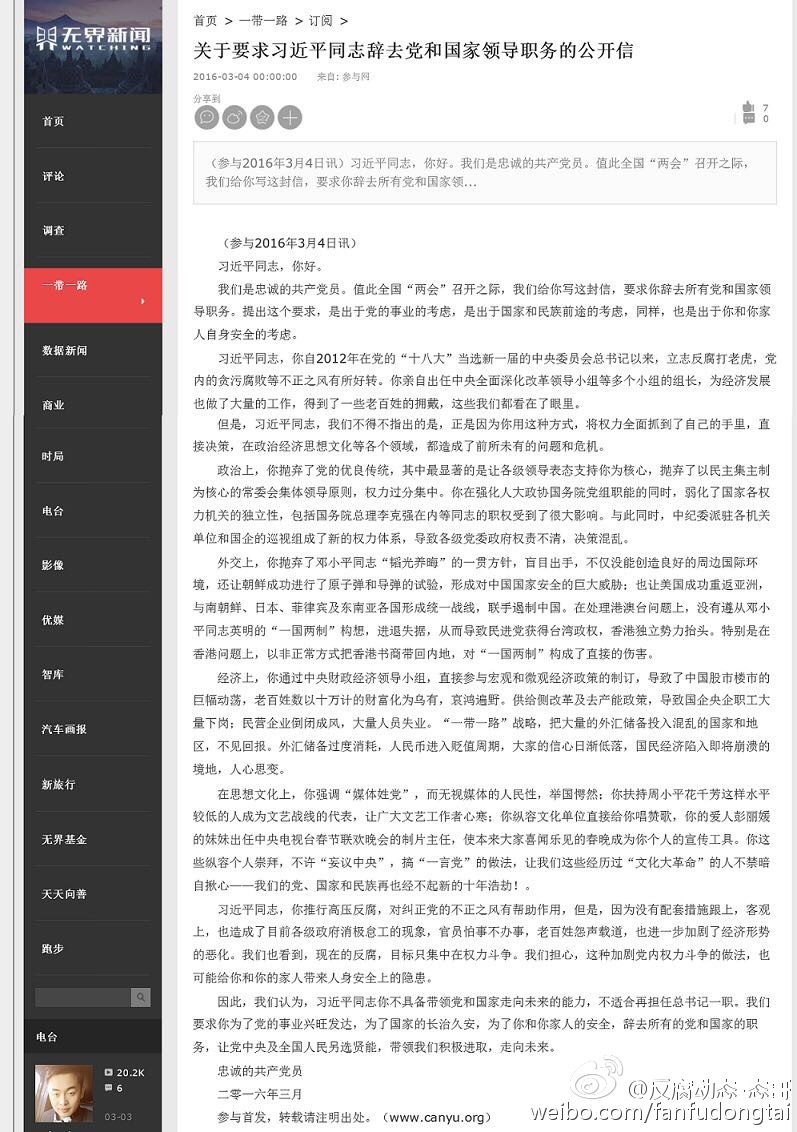 无界新闻
WATCHING
首页
评论
调查
一带一路
数据新闻
商业
时局
电台
影像
优媒
智库
汽车画报
新旅行
无界基金
天天向善
跑步
电台
20.2K
6
03-03
首页 > 一带一路 > 订阅 >
关于要求习近平同志辞去党和国家领导职务的公开信
2016-03-04 00:00:00 来自: 参与网
分享到
7
0
（参与2016年3月4日讯）习近平同志，你好。我们是忠诚的共产党员。值此全国“两会”召开之际，
我们给你写这封信，要求你辞去所有党和国家领...
（参与2016年3月4日讯）
习近平同志，你好。
我们是忠诚的共产党员。值此全国“两会”召开之际，我们给你写这封信，要求你辞去所有党和国家领
导职务。提出这个要求，是出于党的事业的考虑，是出于国家和民族前途的考虑，同样，也是出于你和你家
人自身安全的考虑。
习近平同志，你自2012年在党的“十八大”当选新一届的中央委员会总书记以来，立志反腐打老虎，党
内的贪污腐败等不正之风有所好转。你亲自出任中央全面深化改革领导小组等多个小组的组长，为经济发展
也做了大量的工作，得到了一些老百姓的拥戴，这些我们都看在了眼里。
但是，习近平同志，我们不得不指出的是，正是因为你用这种方式，将权力全面抓到了自己的手里，直
接决策，在政治经济思想文化等各个领域，都造成了前所未有的问题和危机。
政治上，你抛弃了党的优良传统，其中最显著的是让各级领导表态支持你为核心，抛弃了以民主集主制
为核心的常委会集体领导原则，权力过分集中。你在强化人大政协国务院党组职能的同时，弱化了国家各权
力机关的独立性，包括国务院总理李克强在内等同志的职权受到了很大影响。与此同时，中纪委派驻各机关
单位和国企的巡视组成了新的权力体系，导致各级党委政府权责不清，决策混乱。
外交上，你抛弃了邓小平同志“韬光养晦”的一贯方针，盲目出手，不仅没能创造良好的周边国际环
境，还让朝鲜成功进行了原子弹和导弹的试验，形成对中国国家安全的巨大威胁；也让美国成功重返亚洲，
与南朝鲜、日本、菲律宾及东南亚各国形成统一战线，联手遏制中国。在处理港澳台问题上，没有遵从邓小
平同志英明的“一国两制”构想，进退失据，从而导致民进党获得台湾政权，香港独立势力抬头。特别是在
香港问题上，以非正常方式把香港书商带回内地，对“一国两制”构成了直接的伤害。
经济上，你通过中央财政经济领导小组，直接参与宏观和微观经济政策的制订，导致了中国股市楼市的
巨幅动荡，老百姓数以十万计的财富化为乌有，哀鸿遍野。供给侧改革及去产能政策，导致国企央企职工大
量下岗；民营企业倒闭成风，大量人员失业。“一带一路”战略，把大量的外汇储备投入混乱的国家和地
区，不见回报。外汇储备过度消耗，人民币进入贬值周期，大家的信心日渐低落，国民经济陷入即将崩溃的
境地，人心思变。
在思想文化上，你强调“媒体姓党”，而无视媒体的人民性，举国愕然；你扶持周小平花千芳这样水平
较低的人成为文艺战线的代表，让广大文艺工作者心寒；你纵容文化单位直接给你唱赞歌，你的爱人彭丽媛
的妹妹出任中央电视台春节联欢晚会的制片主任，使本来大家喜闻乐见的春晚成为你个人的宣传工具。你这
些纵容个人崇拜，不许“妄议中央”，搞“一言党”的做法，让我们这些经历过“文化大革命”的人不禁暗
自揪心——我们的党、国家和民族再也经不起新的十年浩劫！。
习近平同志，你推行高压反腐，对纠正党的不正之风有帮助作用，但是，因为没有配套措施跟上，客观
上，也造成了目前各级政府消极怠工的现象，官员怕事不办事，老百姓怨声载道，也进一步加剧了经济形势
的恶化。我们也看到，现在的反腐，目标只集中在权力斗争。我们担心，这种加剧党内权力斗争的做法，也
可能给你和你的家人带来人身安全上的隐患。
因此，我们认为，习近平同志你不具备带领党和国家走向未来的能力，不适合再担任总书记一职。我们
要求你为了党的事业兴旺发达，为了国家的长治久安，为了你和你家人的安全，辞去所有的党和国家的职
务，让党中央及全国人民另选贤能，带领我们积极进取，走向未来。
忠诚的共产党员
二零一六年三月
参与首发，转载请注明出处。（www.canyu.org）
@反腐动态
weibo.com/fanfudongtai